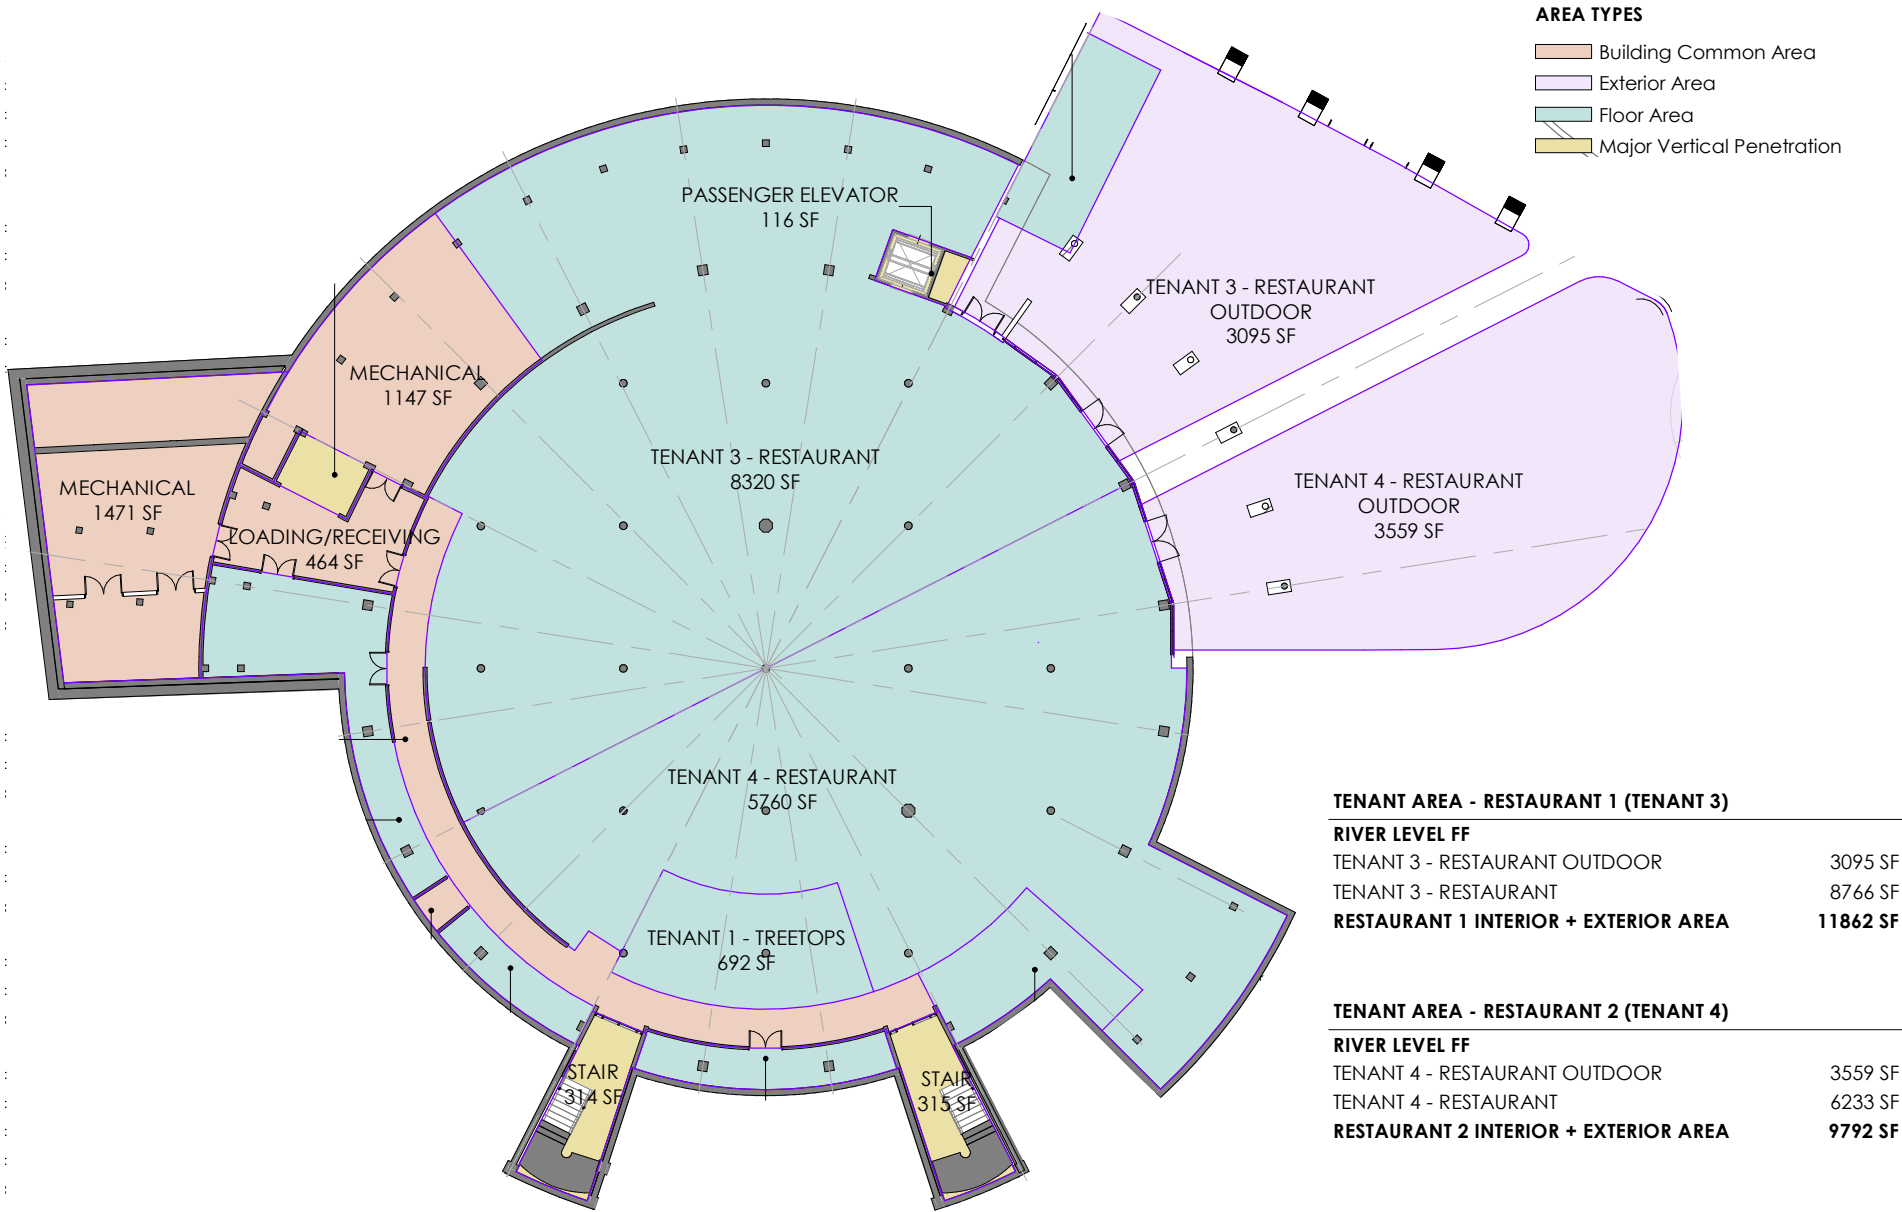 AREA TYPES
Building Common Area
Exterior Area
Floor Area
Major Vertical Penetration
PASSENGER ELEVATOR
116 SF
TENANT 3 - RESTAURANT
OUTDOOR
3095 SF
MECHANICAL
1147 SF
TENANT 3 - RESTAURANT
8320 SF
MECHANICAL
1471 SF
TENANT 4 - RESTAURANT
OUTDOOR
3559 SF
LOADING/RECEIVING
464 SF
TENANT 4 - RESTAURANT
5760 SF
TENANT 1 - TREETOPS
692 SF
STAIR
314 SF
STAIR
315 SF
TENANT AREA - RESTAURANT 1 (TENANT 3)
RIVER LEVEL FF
TENANT 3 - RESTAURANT OUTDOOR 3095 SF
TENANT 3 - RESTAURANT 8766 SF
RESTAURANT 1 INTERIOR + EXTERIOR AREA 11862 SF
TENANT AREA - RESTAURANT 2 (TENANT 4)
RIVER LEVEL FF
TENANT 4 - RESTAURANT OUTDOOR 3559 SF
TENANT 4 - RESTAURANT 6233 SF
RESTAURANT 2 INTERIOR + EXTERIOR AREA 9792 SF